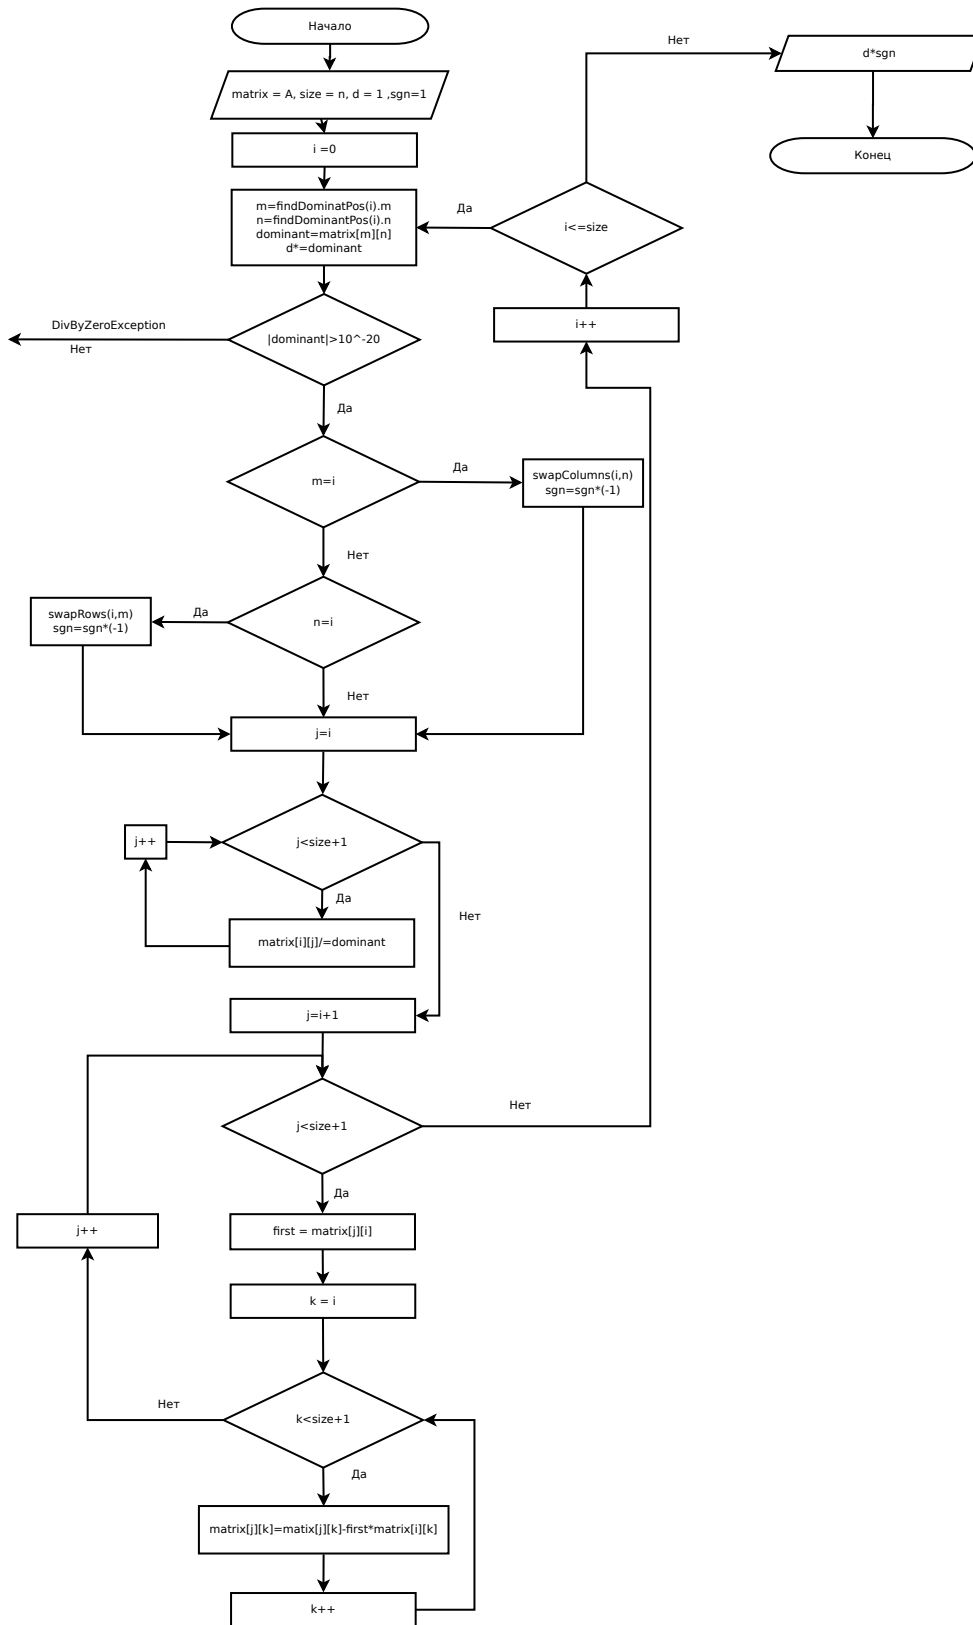 Начало
matrix = A, size = n, d = 1 ,sgn=1
i =0
m=findDominatPos(i).m
n=findDominantPos(i).n
dominant=matrix[m][n]
d*=dominant
Да
i<=size
Нет
d*sgn
Конец
i++
DivByZeroException
Нет
|dominant|>10^-20
Да
m=i
Да
swapColumns(i,n)
sgn=sgn*(-1)
Нет
n=i
Да
swapRows(i,m)
sgn=sgn*(-1)
Нет
j=i
j++
j<size+1
Да
Нет
matrix[i][j]/=dominant
j=i+1
j<size+1
Нет
Да
first = matrix[j][i]
j++
k = i
Нет
k<size+1
Да
matrix[j][k]=matix[j][k]-first*matrix[i][k]
k++